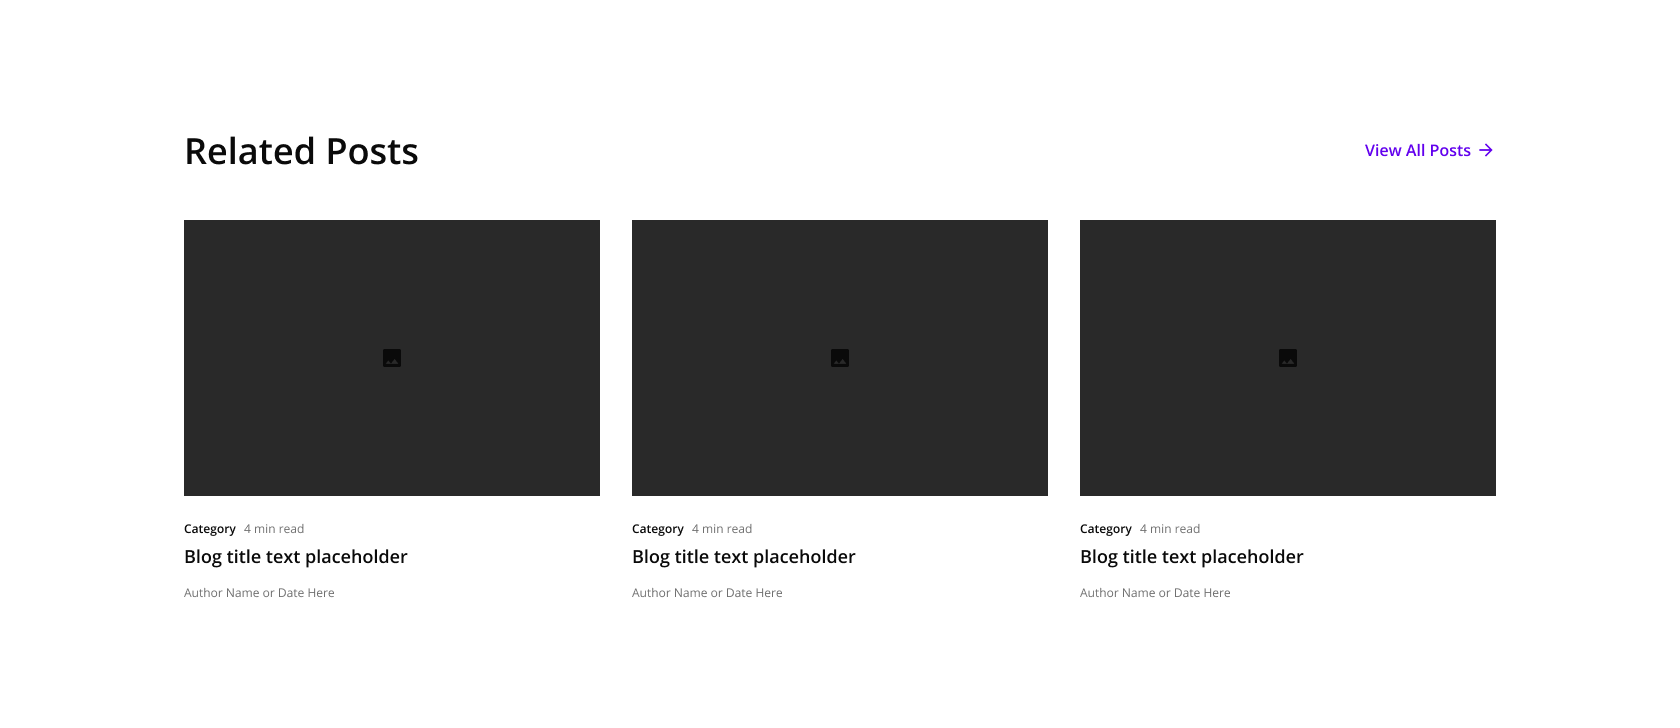 Related Posts
View All Posts
Category 4 min read
Blog title text placeholder
Author Name or Date Here
Category 4 min read
Blog title text placeholder
Author Name or Date Here
Category 4 min read
Blog title text placeholder
Author Name or Date Here